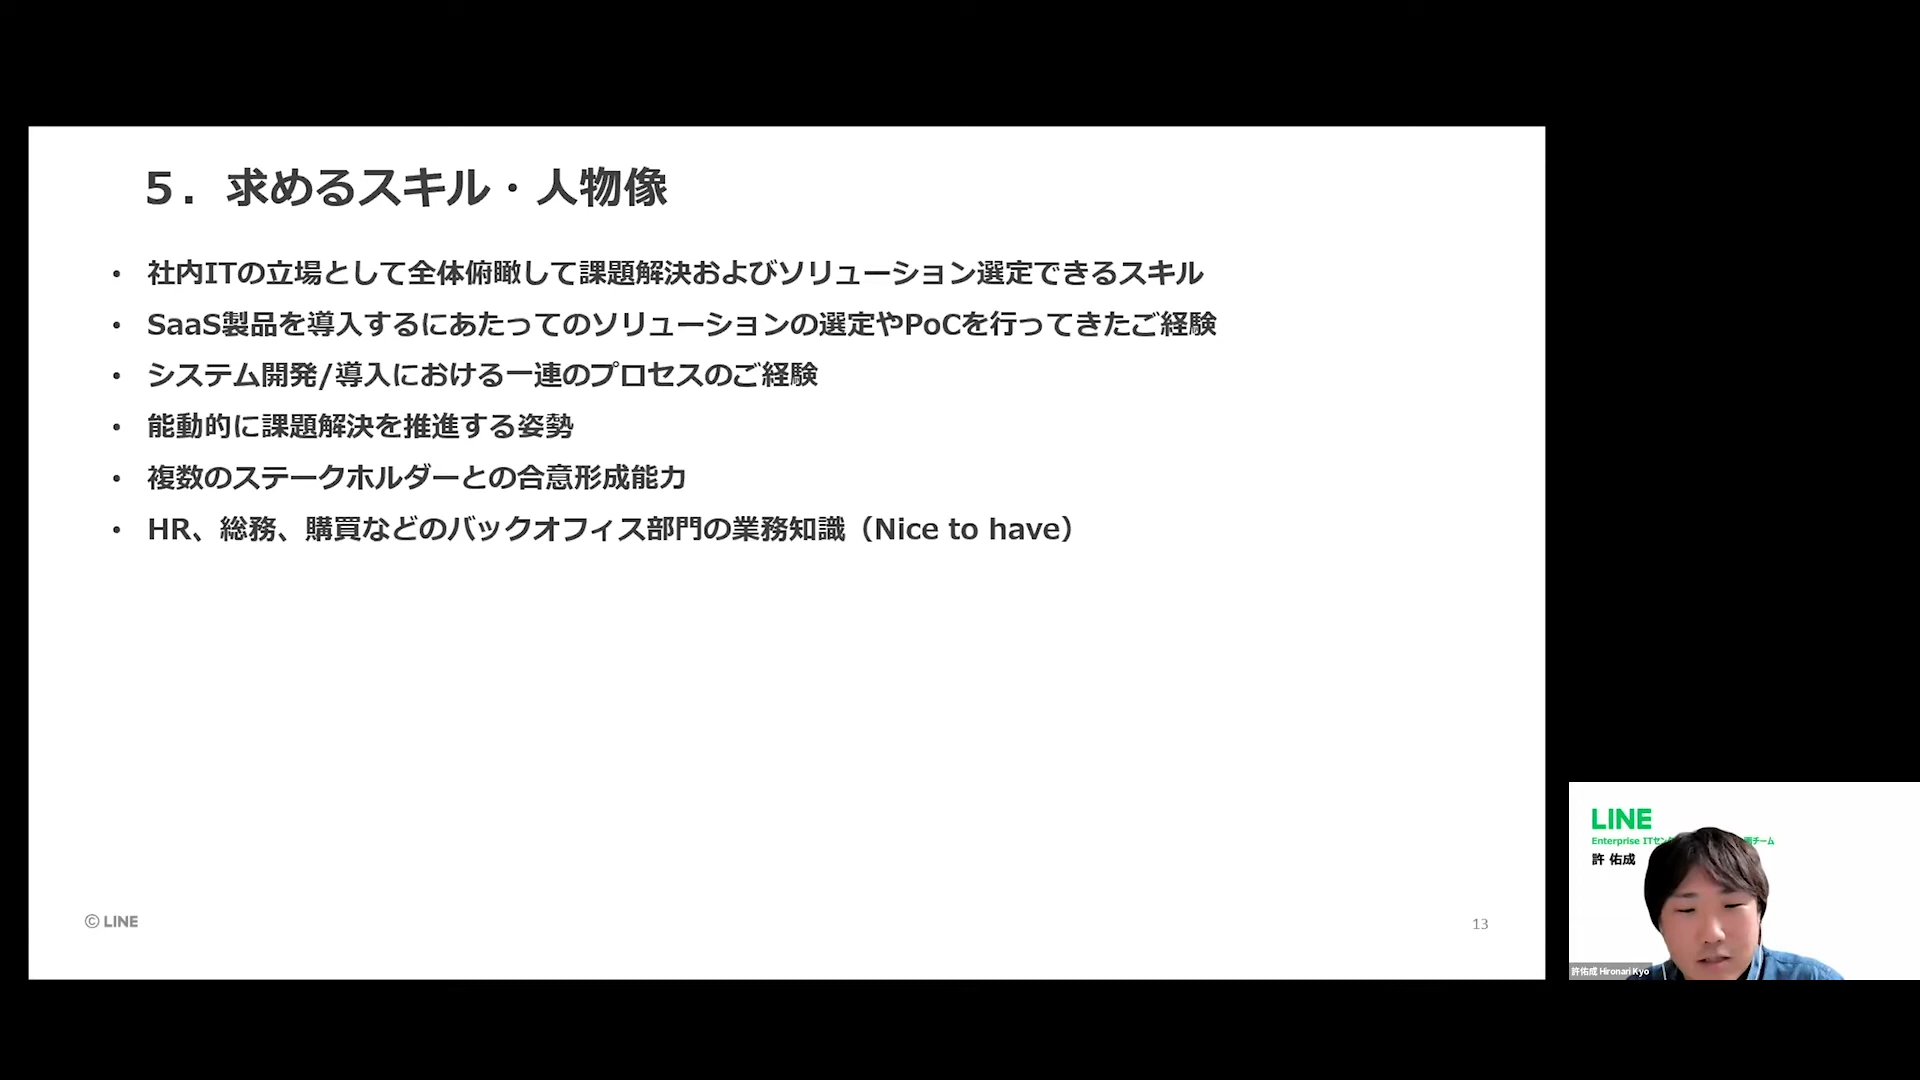 ５．求めるスキル・人物像
• 社内ITの立場として全体俯瞰して課題解決およびソリューション選定できるスキル
• SaaS製品を導入するにあたってのソリューションの選定やPoCを行ってきたご経験
• システム開発/導入における一連のプロセスのご経験
• 能動的に課題解決を推進する姿勢
• 複数のステークホルダーとの合意形成能力
• HR、総務、購買などのバックオフィス部門の業務知識（Nice to have）
© LINE
13
LINE
Enterprise ITセン チーム
許 佑成
許佑成 Hironari Kyo